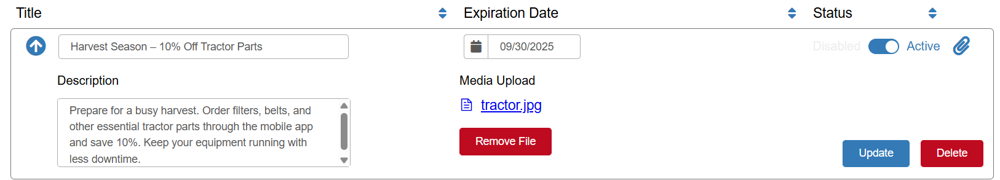 Title Expiration Date Status
Harvest Season – 10% Off Tractor Parts 09/30/2025 Disabled Active
Description Media Upload
tractor.jpg
Prepare for a busy harvest. Order filters, belts, and
other essential tractor parts through the mobile app
and save 10%. Keep your equipment running with
less downtime.
Remove File
Update Delete